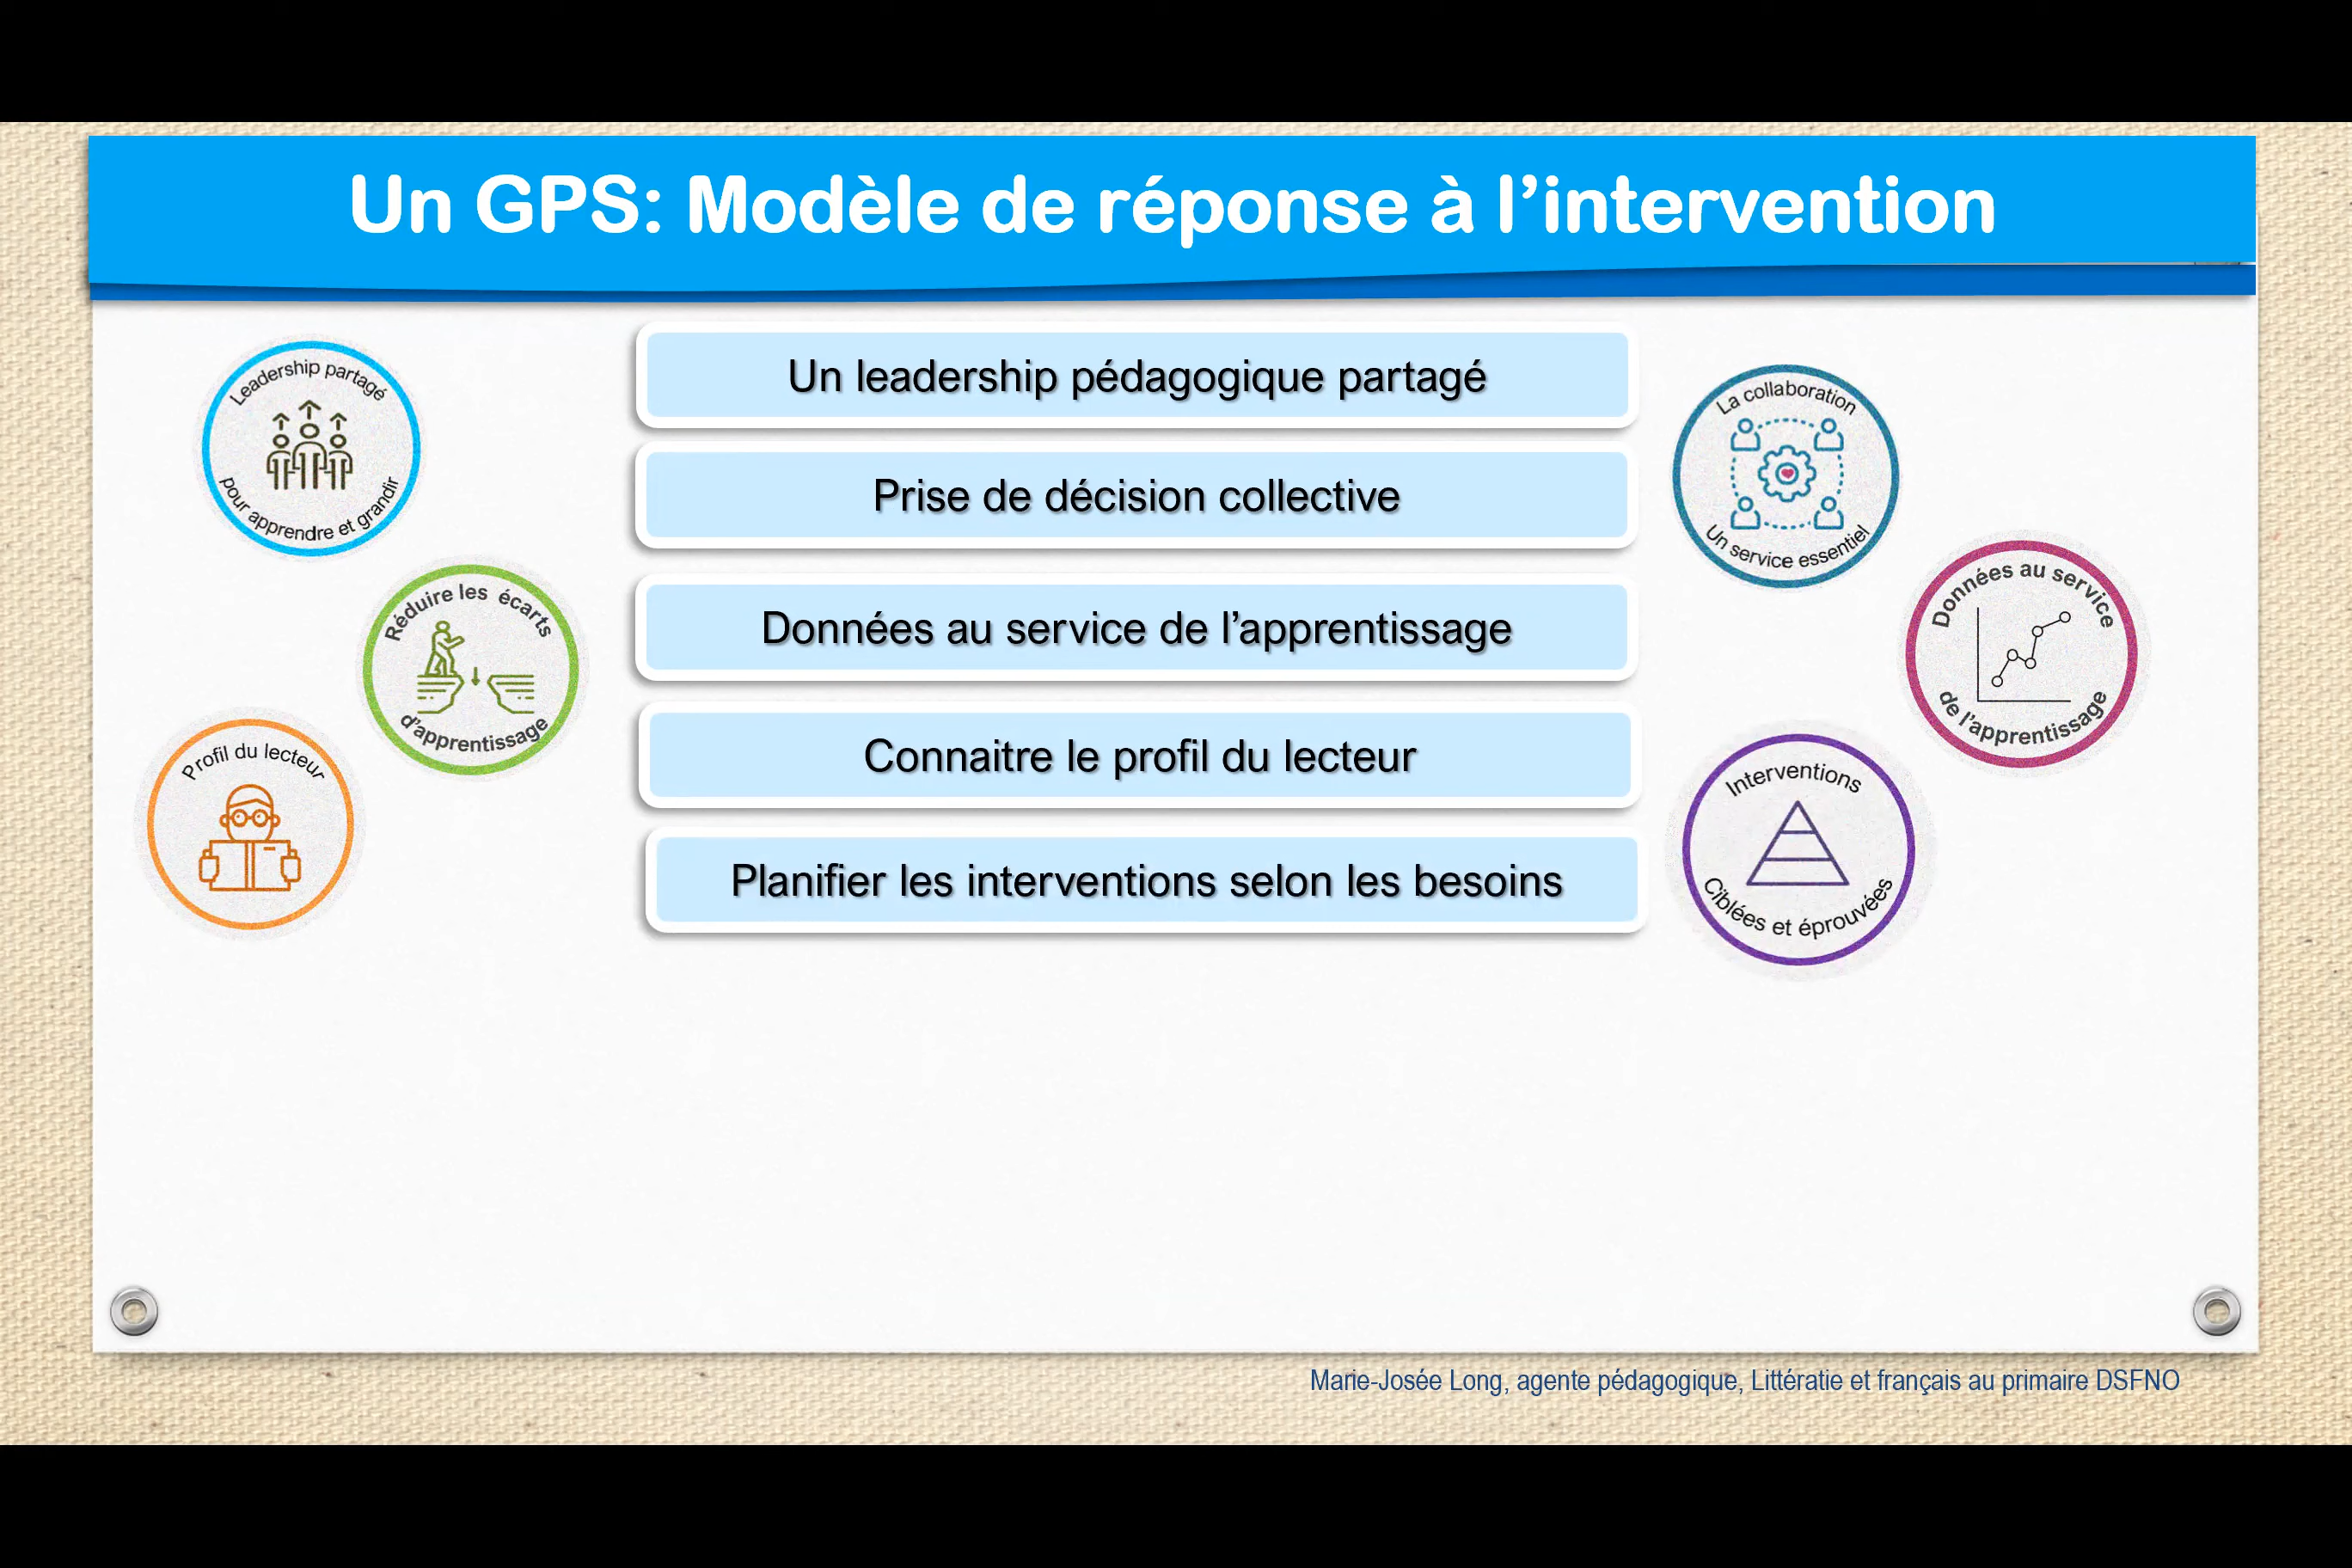 Un GPS: Modèle de réponse à l’intervention
Leadership partagé
pour apprendre et grandir
Réduire les écarts
d’apprentissage
Profil du lecteur
Un leadership pédagogique partagé
Prise de décision collective
Données au service de l’apprentissage
Connaitre le profil du lecteur
Planifier les interventions selon les besoins
La collaboration
Un service essentiel
Données au service
de l’apprentissage
Interventions
Ciblées et éprouvées
Marie-Josée Long, agente pédagogique, Littératie et français au primaire DSFNO